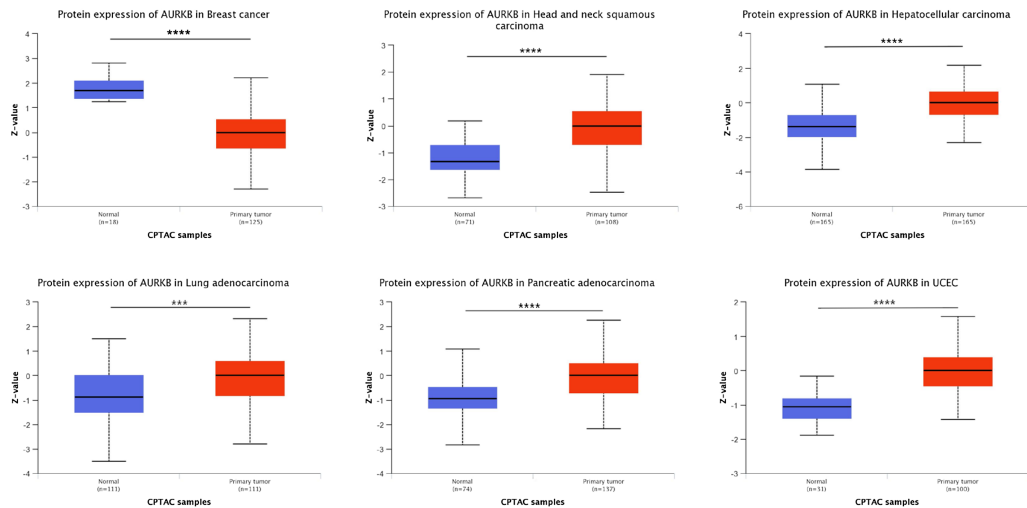 Protein expression of AURKB in Breast cancer
****
Z-value
4
3
2
1
0
-1
-2
-3
Normal
(n=18)
Primary tumor
(n=125)
CPTAC samples
Protein expression of AURKB in Head and neck squamous
carcinoma
****
Z-value
4
3
2
1
0
-1
-2
-3
Normal
(n=71)
Primary tumor
(n=108)
CPTAC samples
Protein expression of AURKB in Hepatocellular carcinoma
****
Z-value
4
2
0
-2
-4
-6
Normal
(n=165)
Primary tumor
(n=165)
CPTAC samples
Protein expression of AURKB in Lung adenocarcinoma
***
Z-value
3
2
1
0
-1
-2
-3
-4
Normal
(n=111)
Primary tumor
(n=111)
CPTAC samples
Protein expression of AURKB in Pancreatic adenocarcinoma
****
Z-value
3
2
1
0
-1
-2
-3
-4
Normal
(n=74)
Primary tumor
(n=137)
CPTAC samples
Protein expression of AURKB in UCEC
****
Z-value
2
1
0
-1
-2
-3
Normal
(n=31)
Primary tumor
(n=100)
CPTAC samples